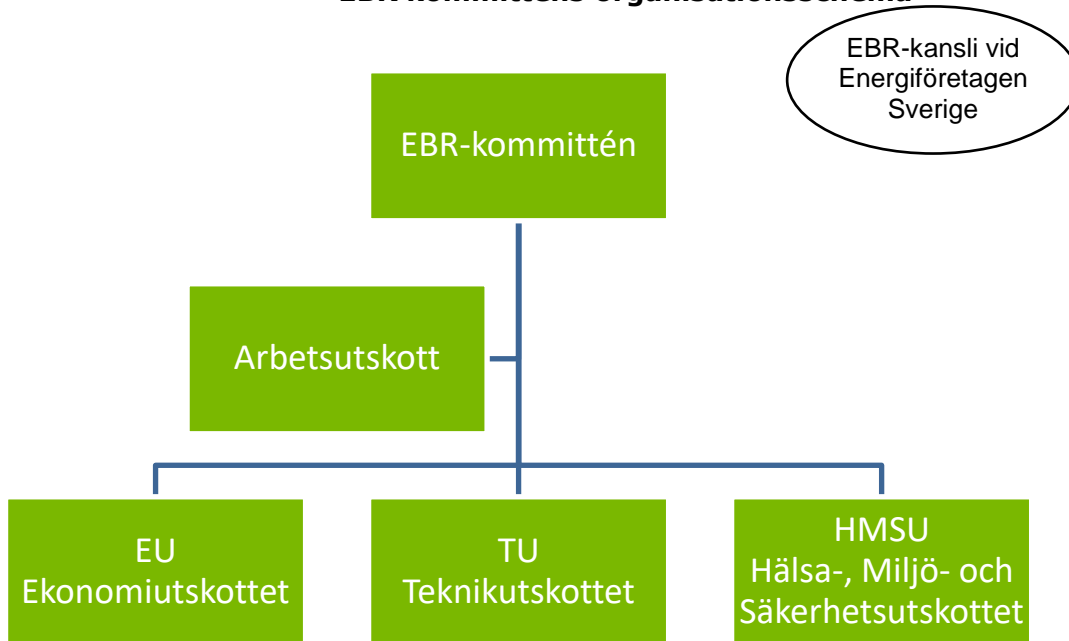 EBR-kansli vid
Energiföretagen
Sverige
EBR-kommittén
Arbetsutskott
EU
Ekonomiutskottet
TU
Teknikutskottet
HMSU
Hälsa-, Miljö- och
Säkerhetsutskottet